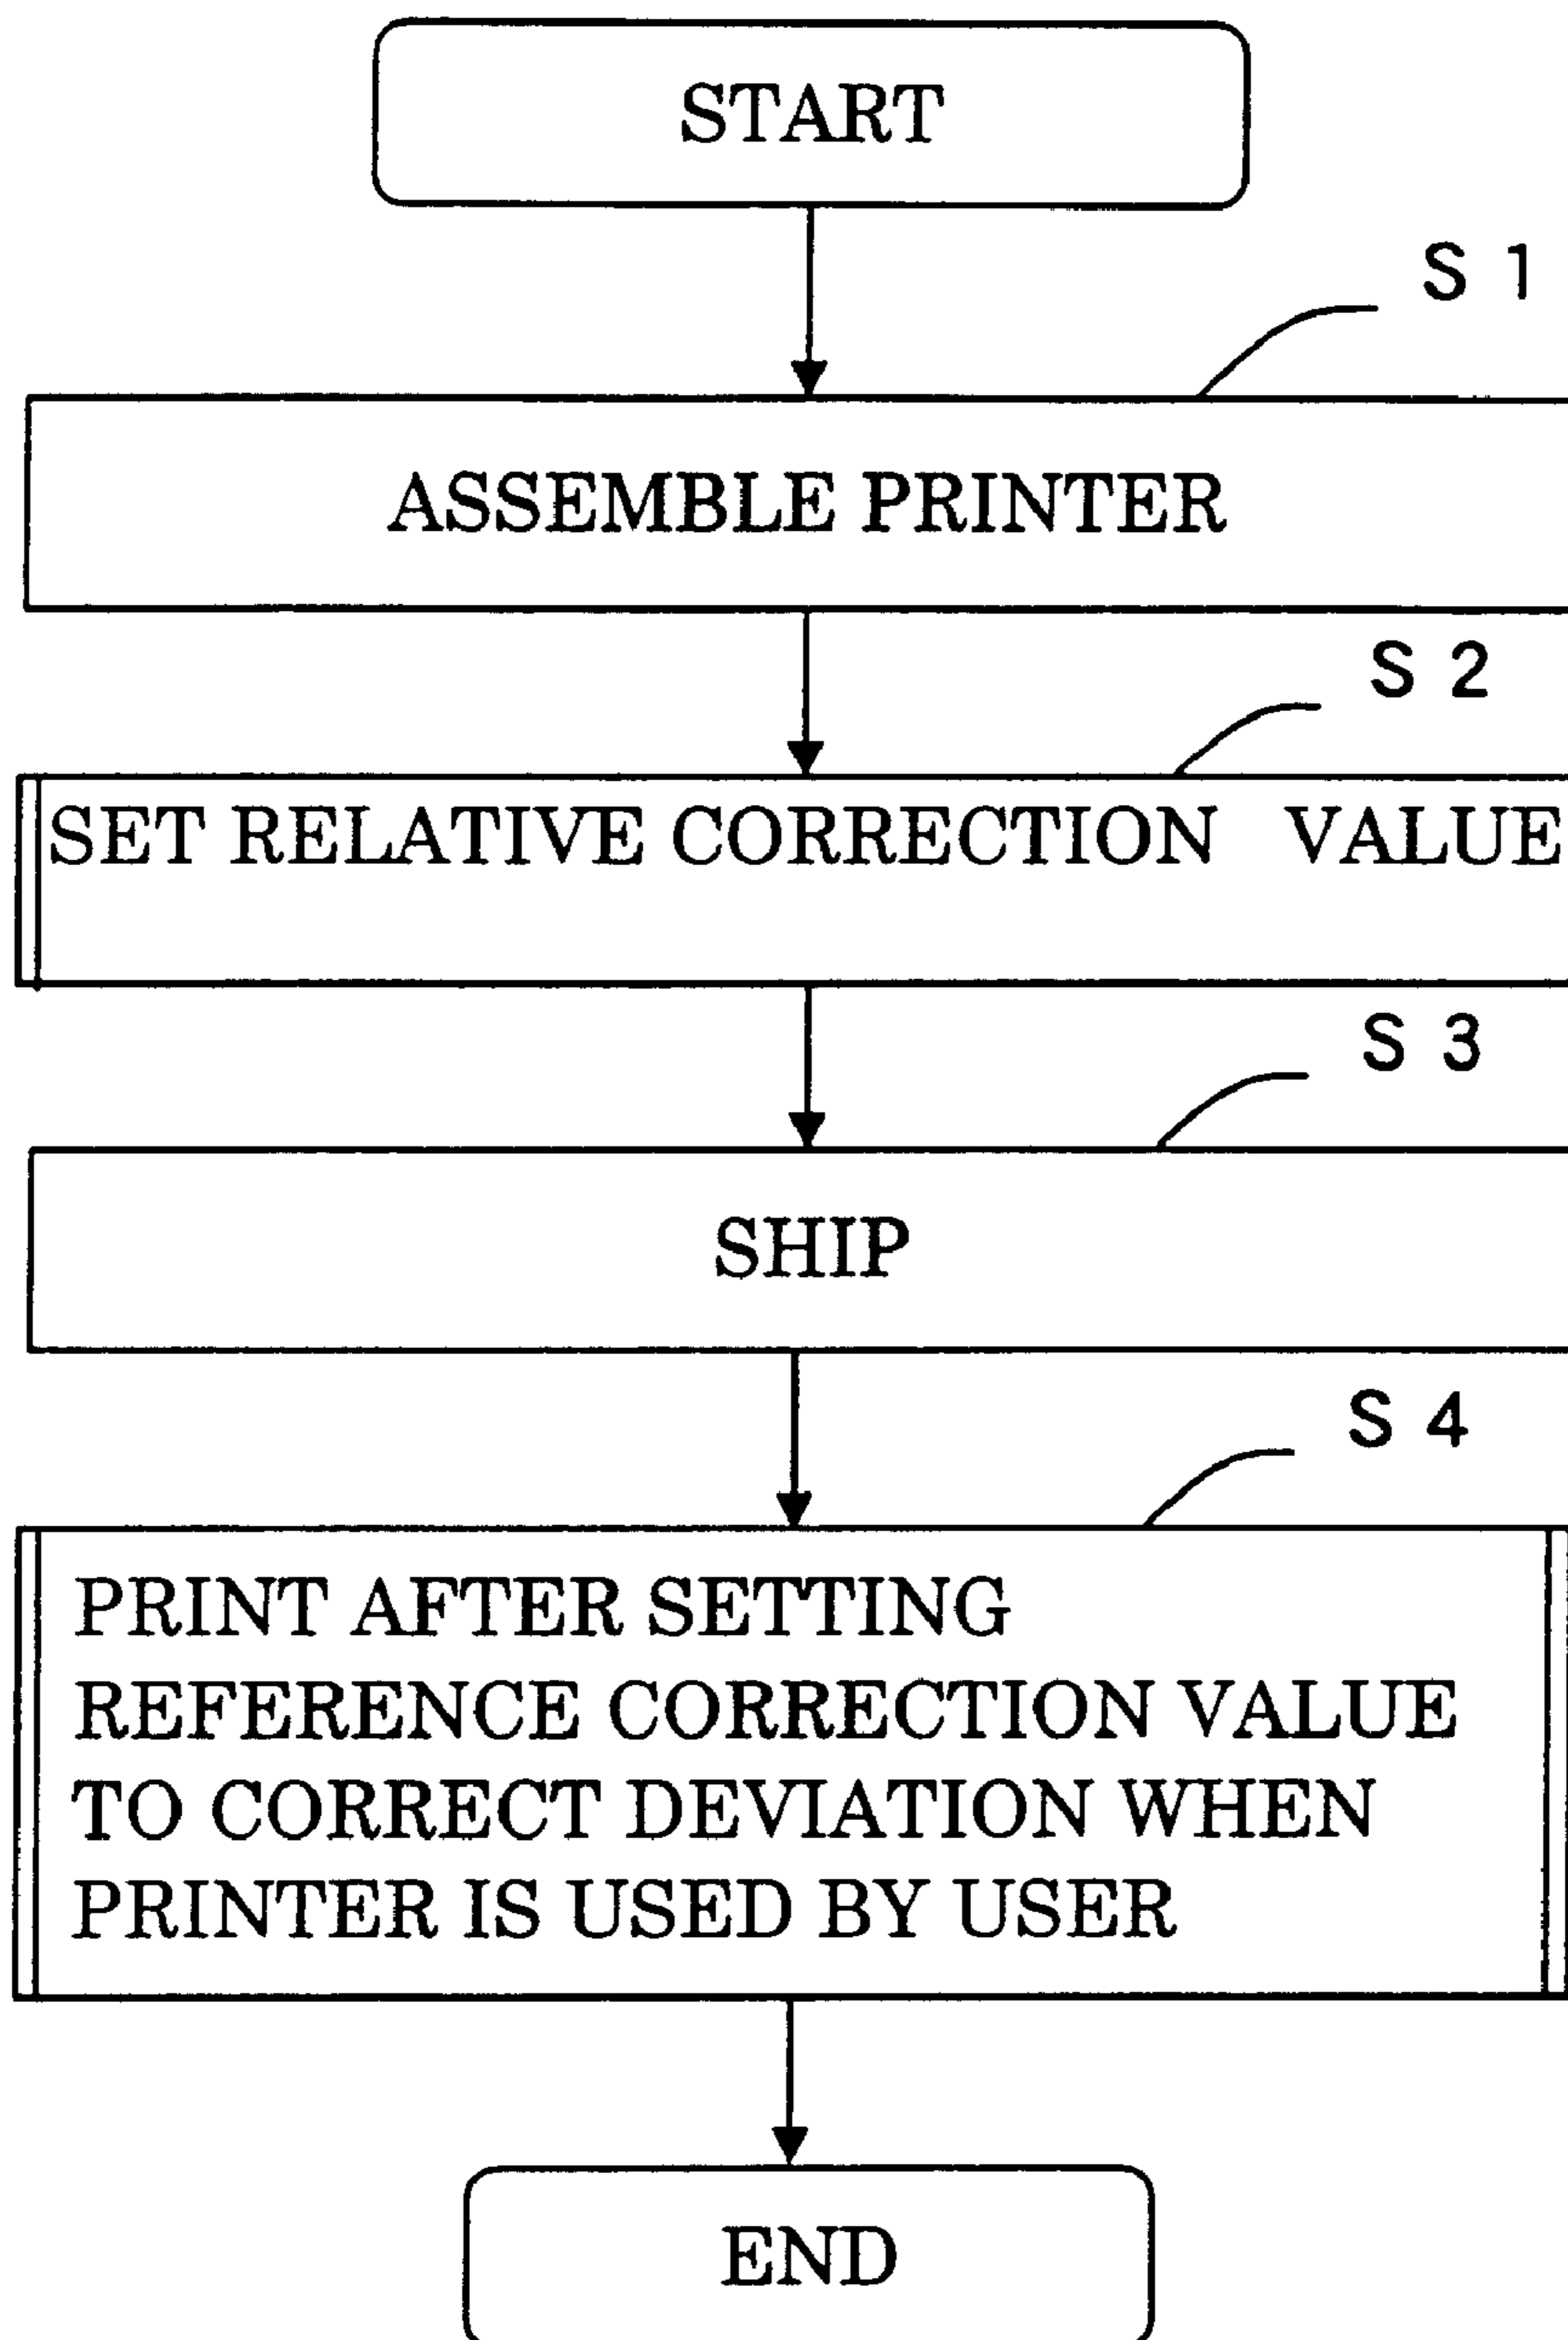 START
S 1
ASSEMBLE PRINTER
S 2
SET RELATIVE CORRECTION VALUE
S 3
SHIP
S 4
PRINT AFTER SETTING
REFERENCE CORRECTION VALUE
TO CORRECT DEVIATION WHEN
PRINTER IS USED BY USER
END